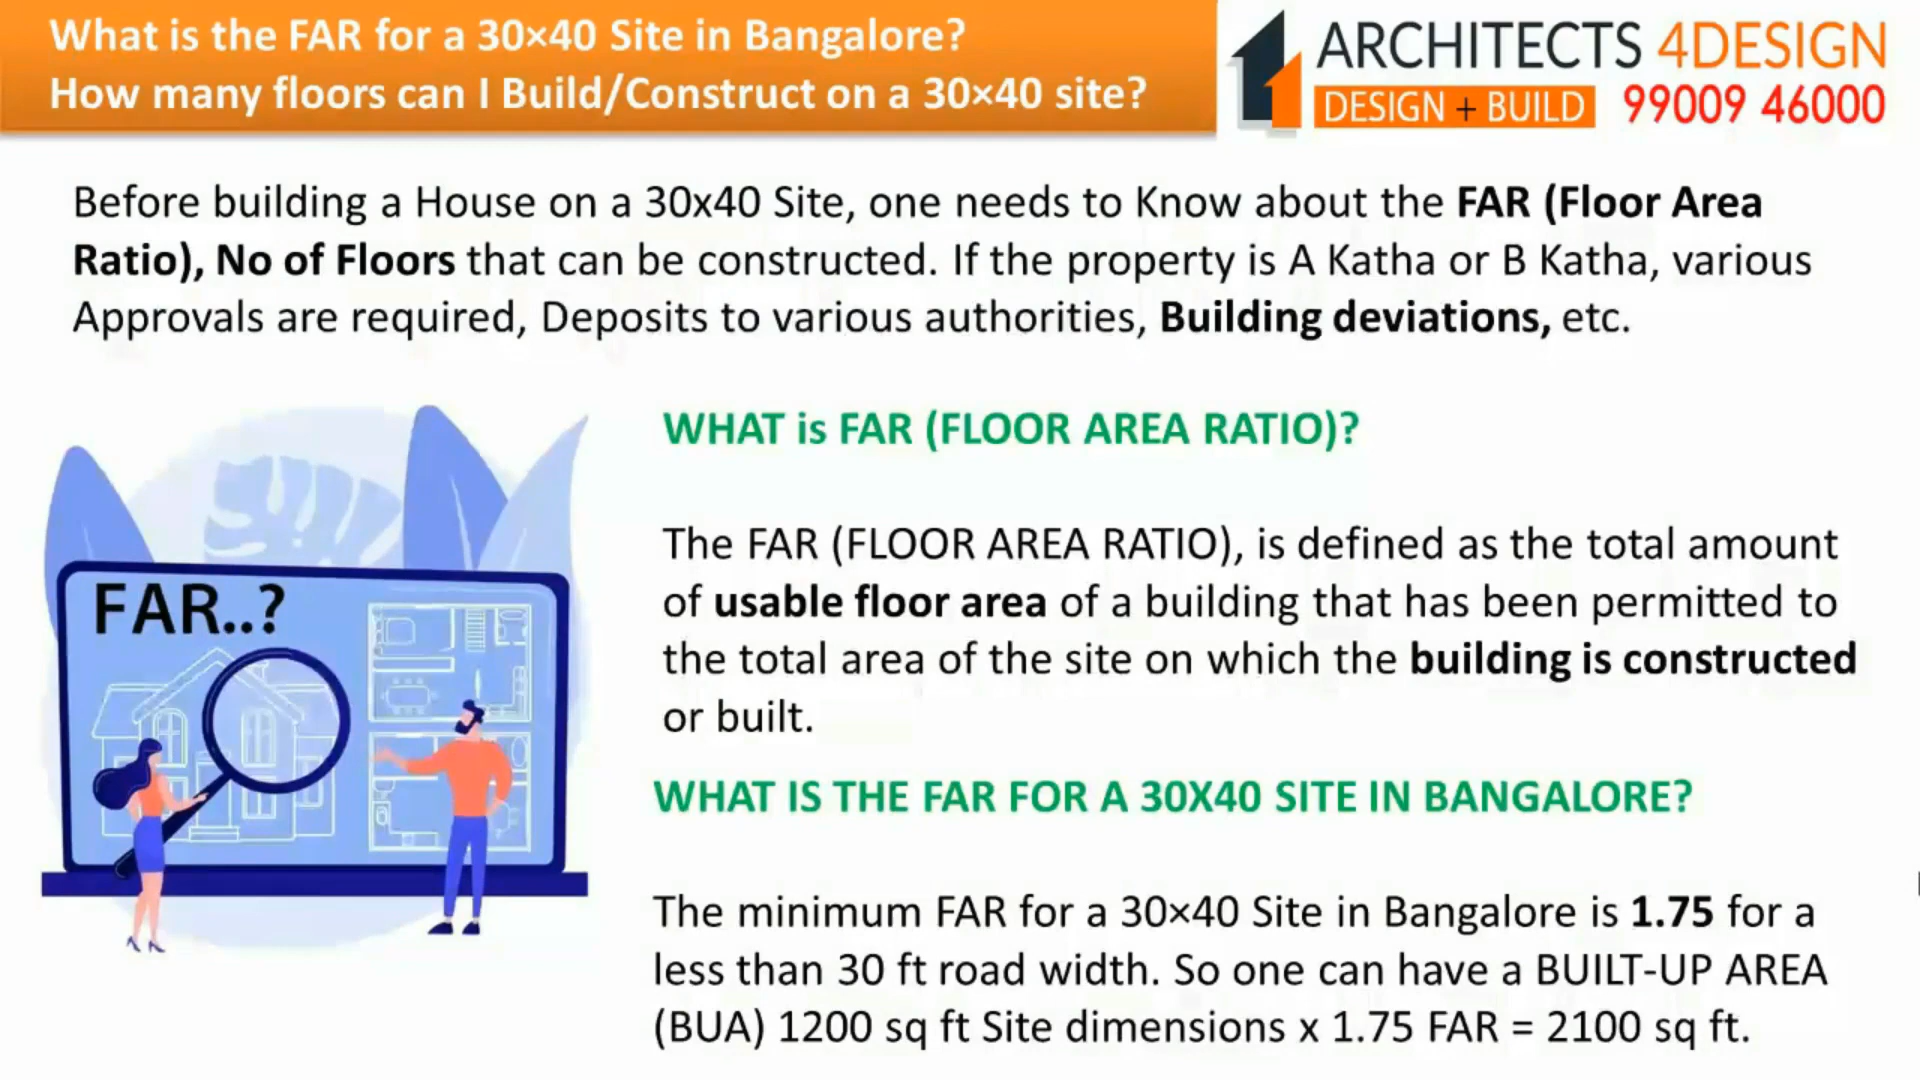 What is the FAR for a 30×40 Site in Bangalore?
How many floors can I Build/Construct on a 30×40 site?
ARCHITECTS 4DESIGN
DESIGN + BUILD 99009 46000
Before building a House on a 30x40 Site, one needs to Know about the FAR (Floor Area
Ratio), No of Floors that can be constructed. If the property is A Katha or B Katha, various
Approvals are required, Deposits to various authorities, Building deviations, etc.
FAR..?
WHAT is FAR (FLOOR AREA RATIO)?
The FAR (FLOOR AREA RATIO), is defined as the total amount
of usable floor area of a building that has been permitted to
the total area of the site on which the building is constructed
or built.
WHAT IS THE FAR FOR A 30X40 SITE IN BANGALORE?
The minimum FAR for a 30×40 Site in Bangalore is 1.75 for a
less than 30 ft road width. So one can have a BUILT-UP AREA
(BUA) 1200 sq ft Site dimensions x 1.75 FAR = 2100 sq ft.